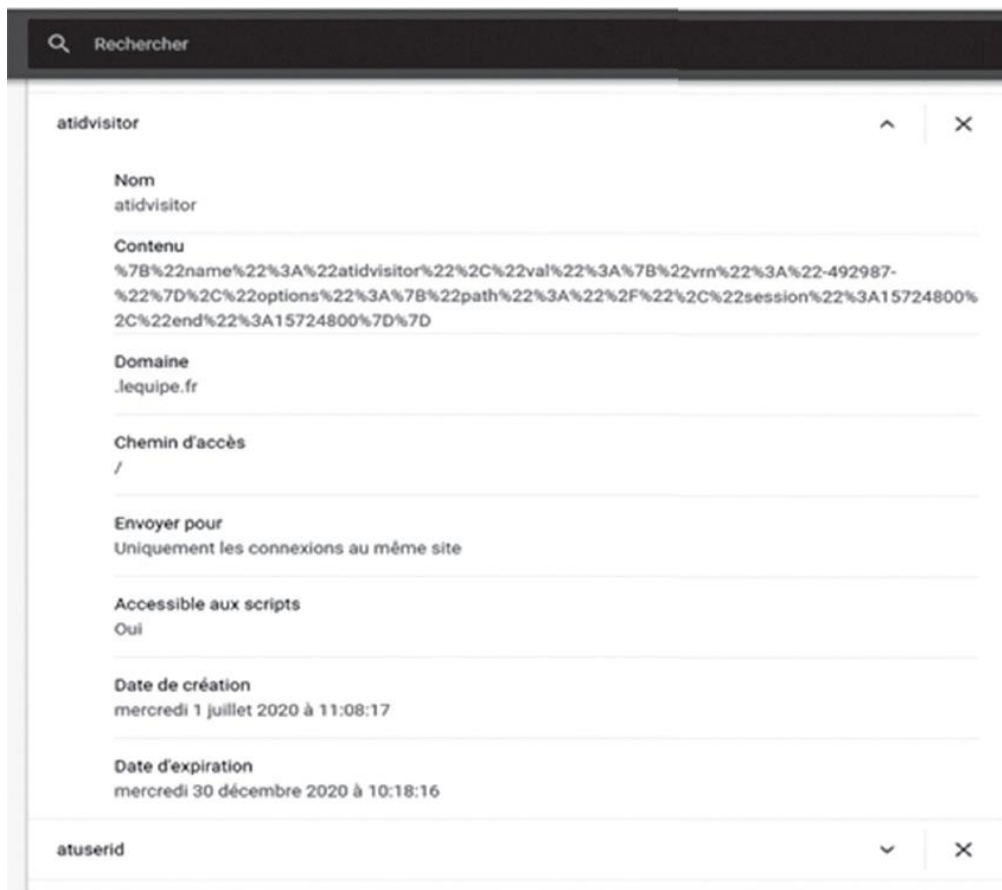 Rechercher
atidvisitor
Nom
atidvisitor
Contenu
%7B%22name%22%3A%22atidvisitor%22%2C%22val%22%3A%7B%22vrn%22%3A%22-492987-
%22%7D%2C%22options%22%3A%7B%22path%22%3A%22%2F%22%2C%22session%22%3A15724800%
2C%22end%22%3A15724800%7D%7D
Domaine
.lequipe.fr
Chemin d'accès
/
Envoyer pour
Uniquement les connexions au même site
Accessible aux scripts
Oui
Date de création
mercredi 1 juillet 2020 à 11:08:17
Date d'expiration
mercredi 30 décembre 2020 à 10:18:16
atuserid